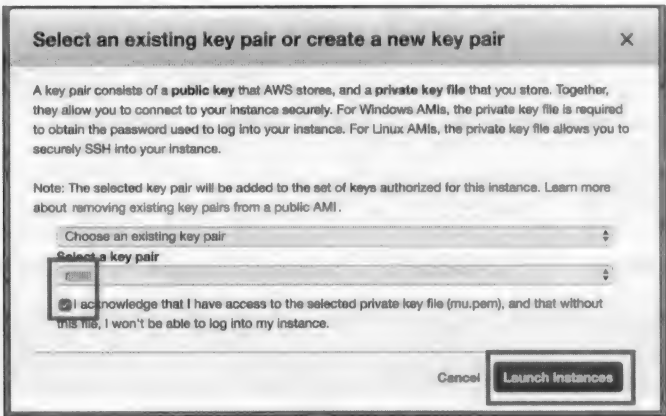 Select an existing key pair or create a new key pair ×
A key pair consists of a public key that AWS stores, and a private key file that you store. Together,
they allow you to connect to your instance securely. For Windows AMIs, the private key file is required
to obtain the password used to log into your instance. For Linux AMIs, the private key file allows you to
securely SSH into your instance.
Note: The selected key pair will be added to the set of keys authorized for this instance. Learn more
about removing existing key pairs from a public AMI.
Choose an existing key pair
Select a key pair
I acknowledge that I have access to the selected private key file (mu.pem), and that without
this file, I won't be able to log into my instance.
Cancel Launch Instances